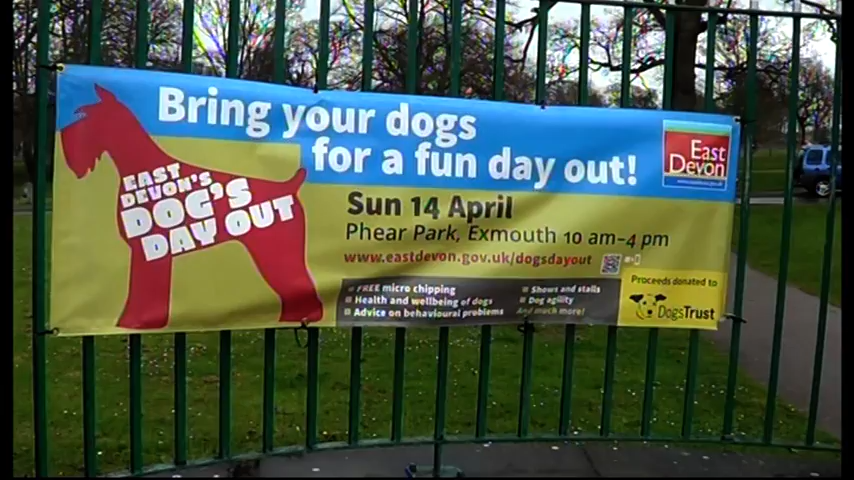 Bring your dogs
for a fun day out!
East
Devon
EAST
DEVON'S
DOG'S
DAY OUT
Sun 14 April
Phear Park, Exmouth 10 am–4 pm
www.eastdevon.gov.uk/dogsdayout
FREE micro chipping
Health and wellbeing of dogs
Advice on behavioural problems
Shows and stalls
Dog agility
And much more!
Proceeds donated to
DogsTrust